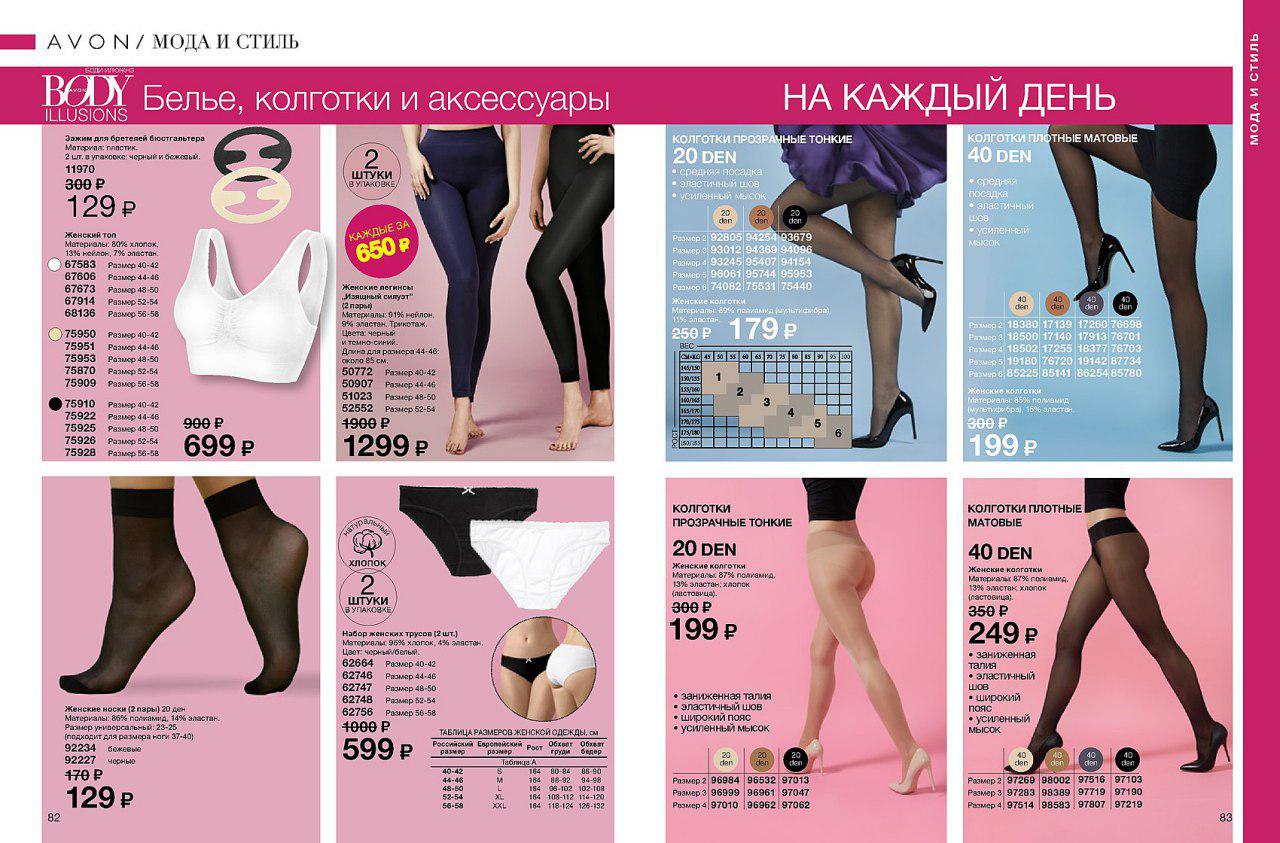 AVON / МОДА И СТИЛЬ
МОДА И СТИЛЬ
БОДИ ИЛЮЖНЗ
BODY
AVON
ILLUSIONS
Белье, колготки и аксессуары
НА КАЖДЫЙ ДЕНЬ
Зажим для бретелей бюстгальтера
Материал: пластик.
2 шт. в упаковке: черный и бежевый.
11970
300 ₽
129 ₽
Женский топ
Материалы: 80% хлопок,
13% нейлон, 7% эластан.
67583 Размер 40-42
67606 Размер 44-46
67673 Размер 48-50
67914 Размер 52-54
68136 Размер 56-58
75950 Размер 40-42
75951 Размер 44-46
75953 Размер 48-50
75870 Размер 52-54
75909 Размер 56-58
75910 Размер 40-42
75922 Размер 44-46
75925 Размер 48-50
75926 Размер 52-54
75928 Размер 56-58
900 ₽
699 ₽
2
ШТУКИ
В УПАКОВКЕ
КАЖДЫЕ ЗА
650 ₽
Женские легинсы
„Изящный силуэт"
(2 пары)
Материалы: 91% нейлон,
9% эластан. Трикотаж.
Цвета: черный
и темно-синий.
Длина для размера 44-46:
около 85 см.
50772 Размер 40-42
50907 Размер 44-46
51023 Размер 48-50
52552 Размер 52-54
1900 ₽
1299 ₽
КОЛГОТКИ ПРОЗРАЧНЫЕ ТОНКИЕ
20 DEN
• средняя посадка
• эластичный шов
• усиленный мысок
20 den 20 den 20 den
Размер 2 92805 94254 93679
Размер 3 93012 94369 94096
Размер 4 93245 95407 94154
Размер 5 96061 95744 95953
Размер 6 74082 75531 75440
Женские колготки
Материалы: 89% полиамид (мультифибра),
11% эластан.
250 ₽ 179 ₽
ВЕС
СМ•КG 45 50 55 60 65 70 75 80 85 90 95 100
РОСТ
145/150
150/155 1
155/160
160/165 2
165/170 3
170/175 4
175/180 5
180/185 6
КОЛГОТКИ ПЛОТНЫЕ МАТОВЫЕ
40 DEN
• средняя
посадка
• эластичный
шов
• усиленный
мысок
40 den 40 den 40 den 40 den
Размер 2 18380 17139 17260 76698
Размер 3 18500 17140 17913 76701
Размер 4 18502 17255 18377 76703
Размер 5 19180 76720 19142 87734
Размер 6 85225 85141 86254 85780
Женские колготки
Материалы: 85% полиамид
(мультифибра), 15% эластан.
300 ₽
199 ₽
Женские носки (2 пары) 20 ден
Материалы: 86% полиамид, 14% эластан.
Размер универсальный: 23-25
(подходит для размера ноги 37-40)
92234 бежевые
92227 черные
170 ₽
129 ₽
82
натуральный
ХЛОПОК
2
ШТУКИ
В УПАКОВКЕ
Набор женских трусов (2 шт.)
Материалы: 96% хлопок, 4% эластан.
Цвет: черный/белый.
62664 Размер 40-42
62746 Размер 44-46
62747 Размер 48-50
62748 Размер 52-54
62756 Размер 56-58
1000 ₽
599 ₽
ТАБЛИЦА РАЗМЕРОВ ЖЕНСКОЙ ОДЕЖДЫ, см
Российский Европейский Рост Обхват Обхват
размер размер груди бедер
Таблица А
40-42 S 164 80-84 86-90
44-46 M 164 88-92 94-98
48-50 L 164 96-102 102-108
52-54 XL 164 108-112 114-120
56-58 XXL 164 118-124 126-132
КОЛГОТКИ
ПРОЗРАЧНЫЕ ТОНКИЕ
20 DEN
Женские колготки
Материалы: 87% полиамид,
13% эластан; хлопок
(ластовица).
300 ₽
199 ₽
• заниженная талия
• эластичный шов
• широкий пояс
• усиленный мысок
20 den 20 den 20 den
Размер 2 96984 96532 97013
Размер 3 96999 96961 97047
Размер 4 97010 96962 97062
КОЛГОТКИ ПЛОТНЫЕ
МАТОВЫЕ
40 DEN
Женские колготки
Материалы: 87% полиамид,
13% эластан; хлопок
(ластовица).
350 ₽
249 ₽
• заниженная
талия
• эластичный
шов
• широкий
пояс
• усиленный
мысок
40 den 40 den 40 den 40 den
Размер 2 97269 98002 97516 97103
Размер 3 97283 98389 97719 97190
Размер 4 97514 98583 97807 97219
83